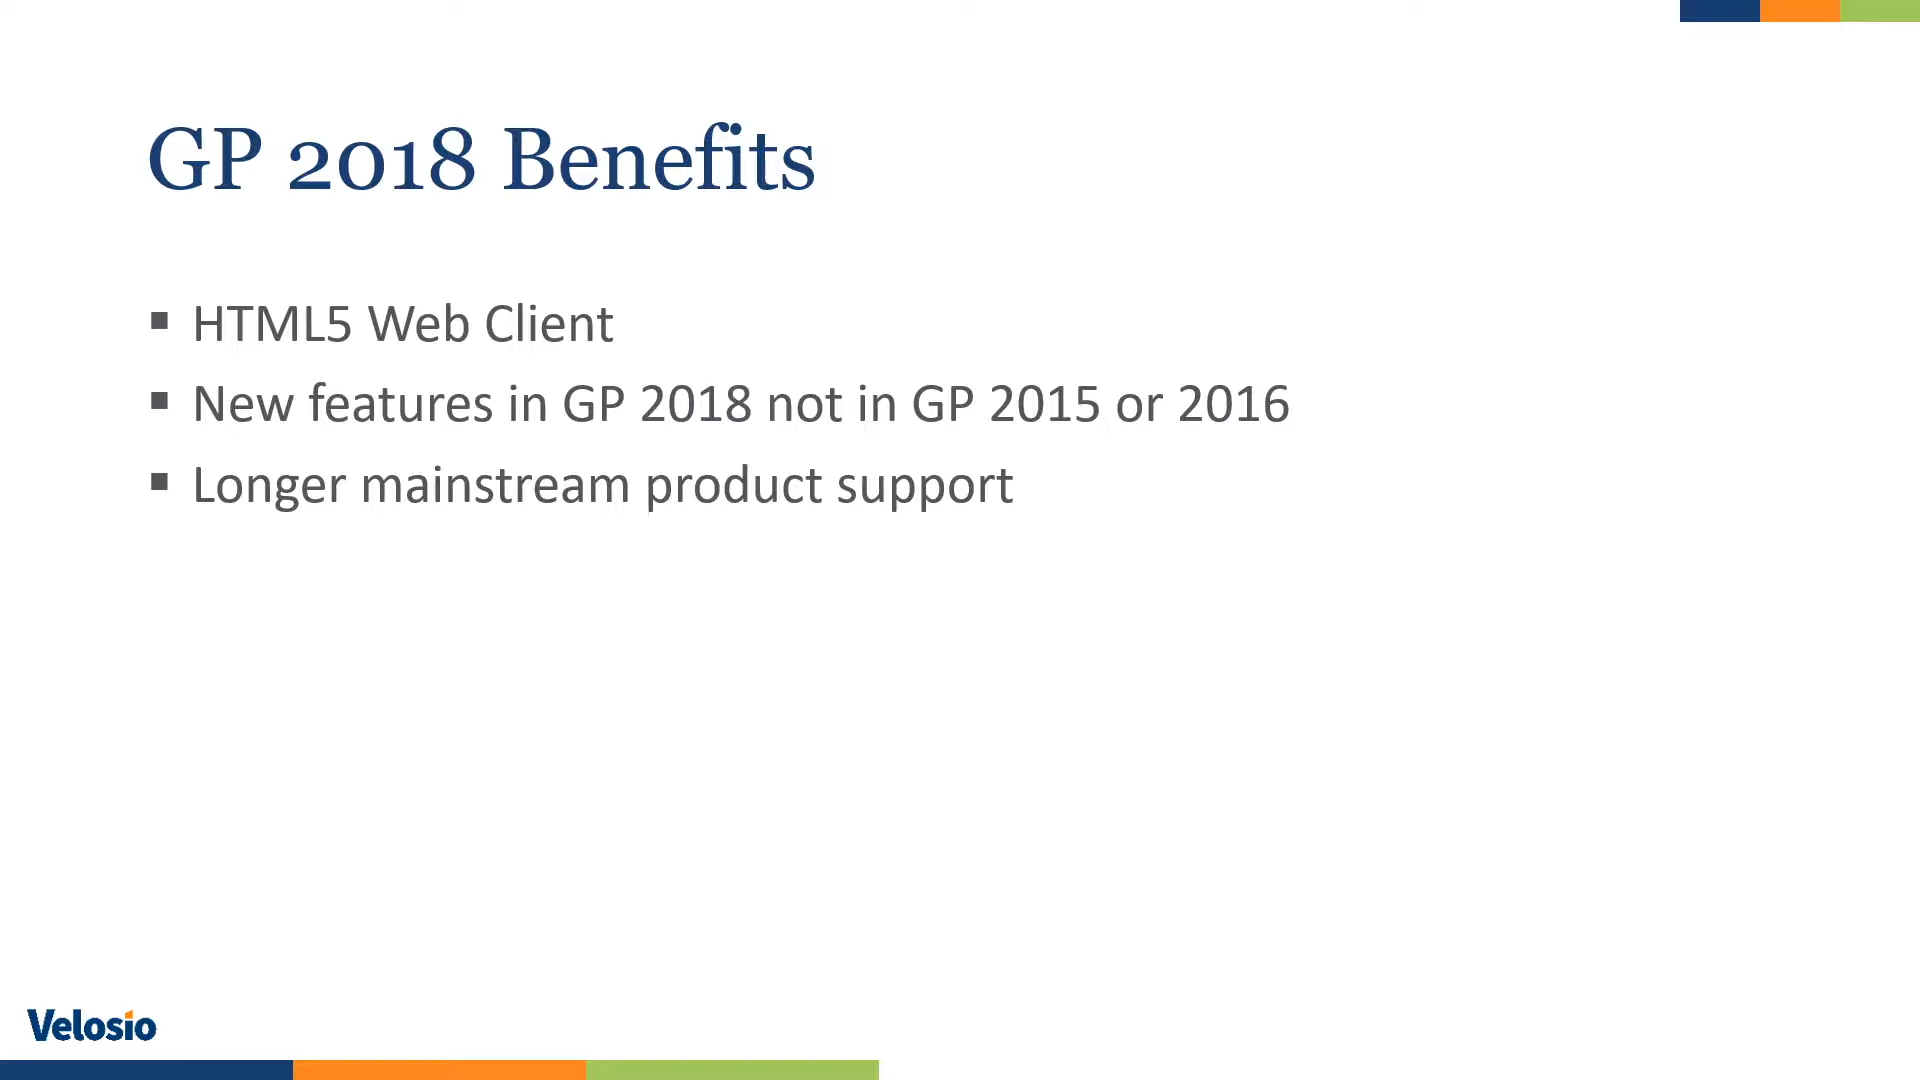 GP 2018 Benefits
▪ HTML5 Web Client
▪ New features in GP 2018 not in GP 2015 or 2016
▪ Longer mainstream product support
Velosio